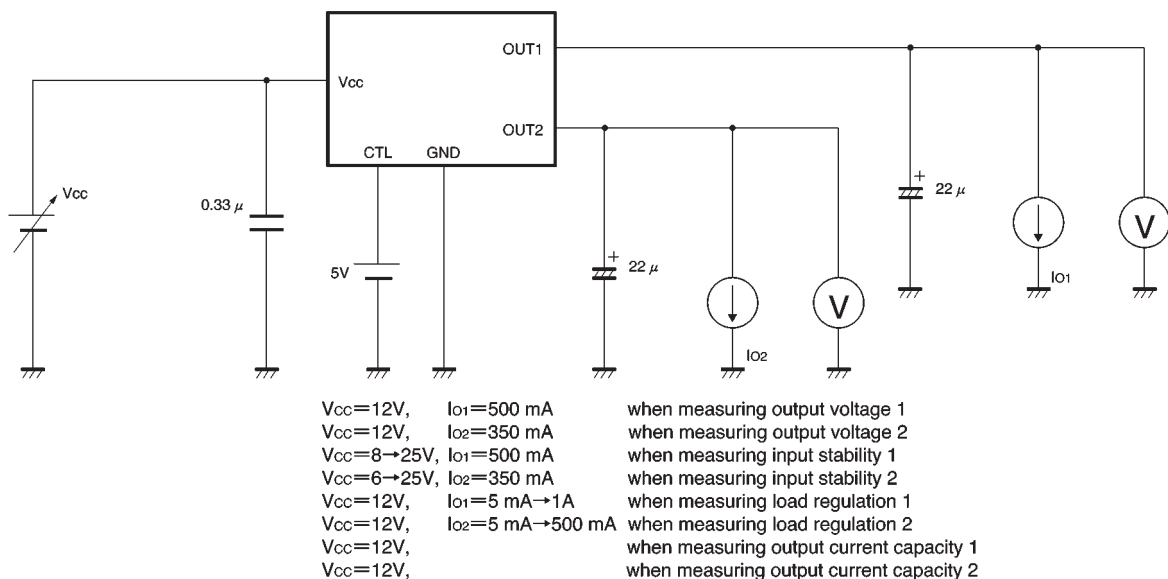 OUT1
Vcc
OUT2
CTL GND
Vcc
0.33 μ
5V
22 μ
22 μ
V
V
IO1
IO2
Vcc=12V, IO1=500 mA when measuring output voltage 1
Vcc=12V, IO2=350 mA when measuring output voltage 2
Vcc=8→25V, IO1=500 mA when measuring input stability 1
Vcc=6→25V, IO2=350 mA when measuring input stability 2
Vcc=12V, IO1=5 mA→1A when measuring load regulation 1
Vcc=12V, IO2=5 mA→500 mA when measuring load regulation 2
Vcc=12V, when measuring output current capacity 1
Vcc=12V, when measuring output current capacity 2